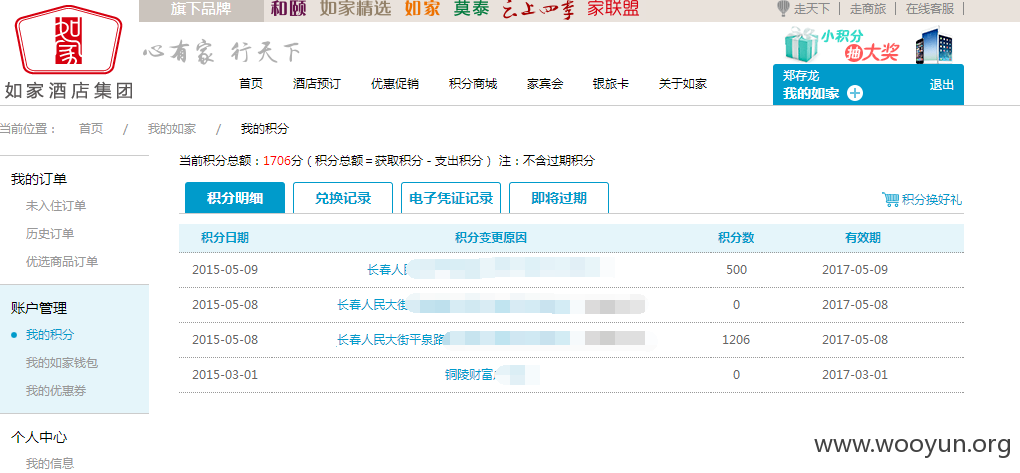 旗下品牌 和颐 如家精选 如家 莫泰 云上四季 家联盟 走天下 | 走商旅 | 在线客服 |
如家
如家酒店集团
心有家 行天下
小积分
抽大奖
首页 酒店预订 优惠促销 积分商城 家宾会 银旅卡 关于如家
郑存龙
我的如家 退出
当前位置： 首页 / 我的如家 / 我的积分
当前积分总额：1706分（积分总额＝获取积分 - 支出积分） 注：不含过期积分
我的订单
未入住订单
历史订单
优选商品订单
账户管理
我的积分
我的如家钱包
我的优惠券
个人中心
我的信息
积分明细 兑换记录 电子凭证记录 即将过期 积分换好礼
积分日期 积分变更原因 积分数 有效期
2015-05-09 长春人民 500 2017-05-09
2015-05-08 长春人民大街 0 2017-05-08
2015-05-08 长春人民大街平泉路 1206 2017-05-08
2015-03-01 铜陵财富 0 2017-03-01
www.wooyun.org